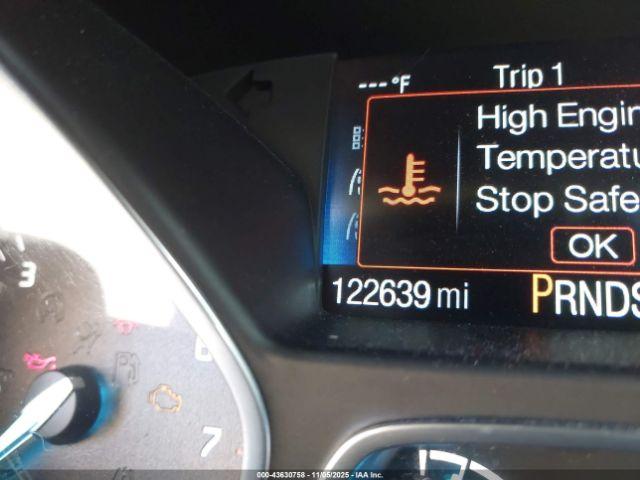 ---°F Trip 1
High Engin
Temperatu
Stop Safe
OK
122639 mi PRNDS
3
6
7
000-43630758 - 11/05/2025 - IAA, Inc.